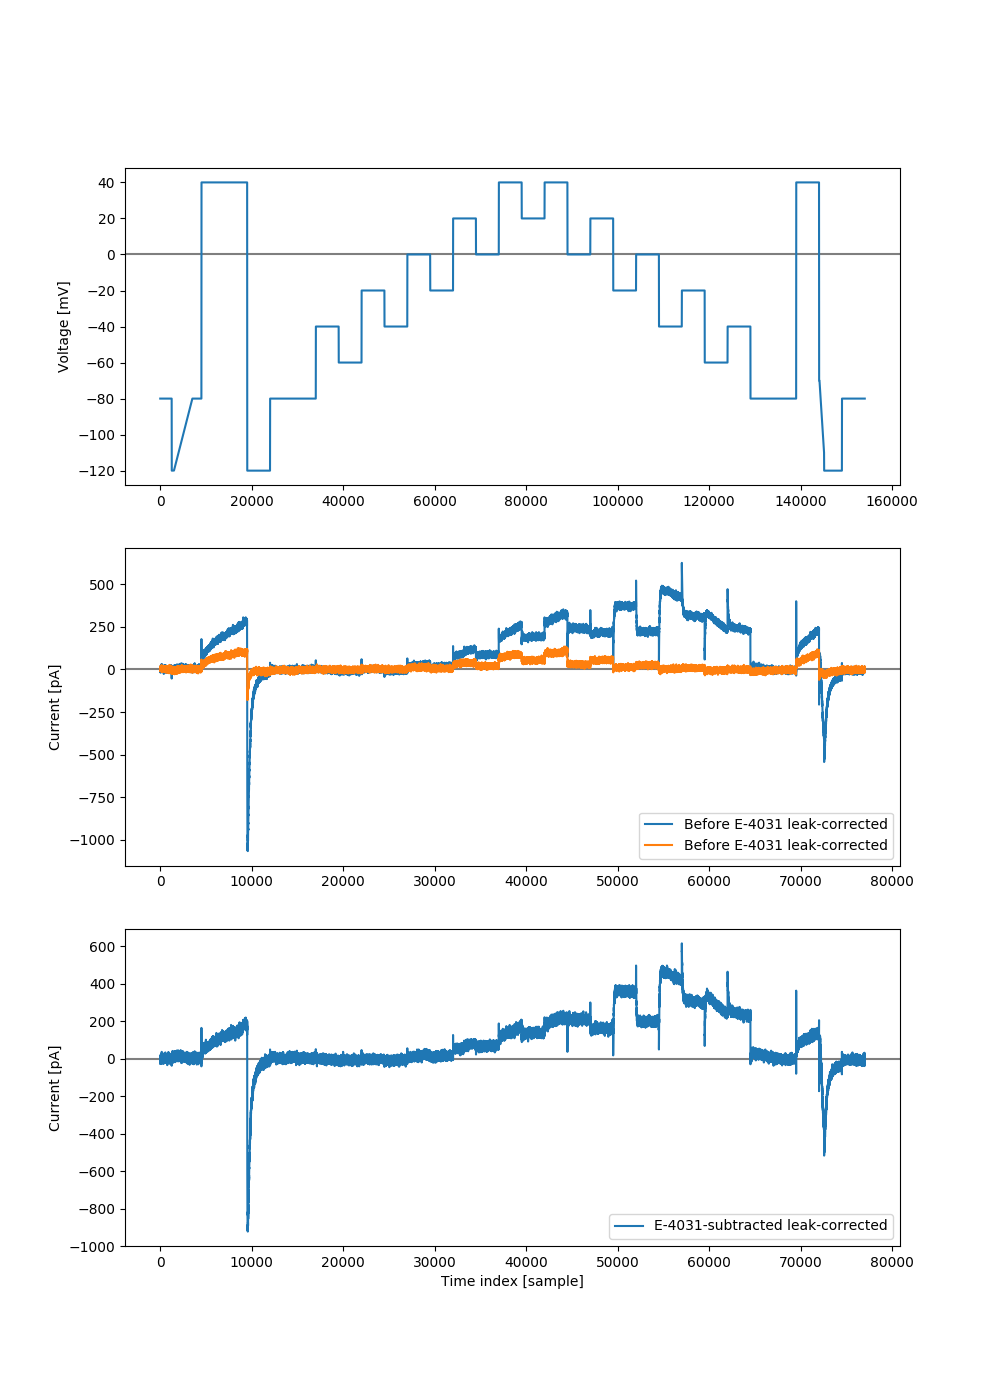 40
20
0
−20
−40
−60
−80
−100
−120
Voltage [mV]
0 20000 40000 60000 80000 100000 120000 140000 160000
500
250
0
−250
−500
−750
−1000
Current [pA]
Before E-4031 leak-corrected
Before E-4031 leak-corrected
0 10000 20000 30000 40000 50000 60000 70000 80000
600
400
200
0
−200
−400
−600
−800
−1000
Current [pA]
E-4031-subtracted leak-corrected
0 10000 20000 30000 40000 50000 60000 70000 80000
Time index [sample]